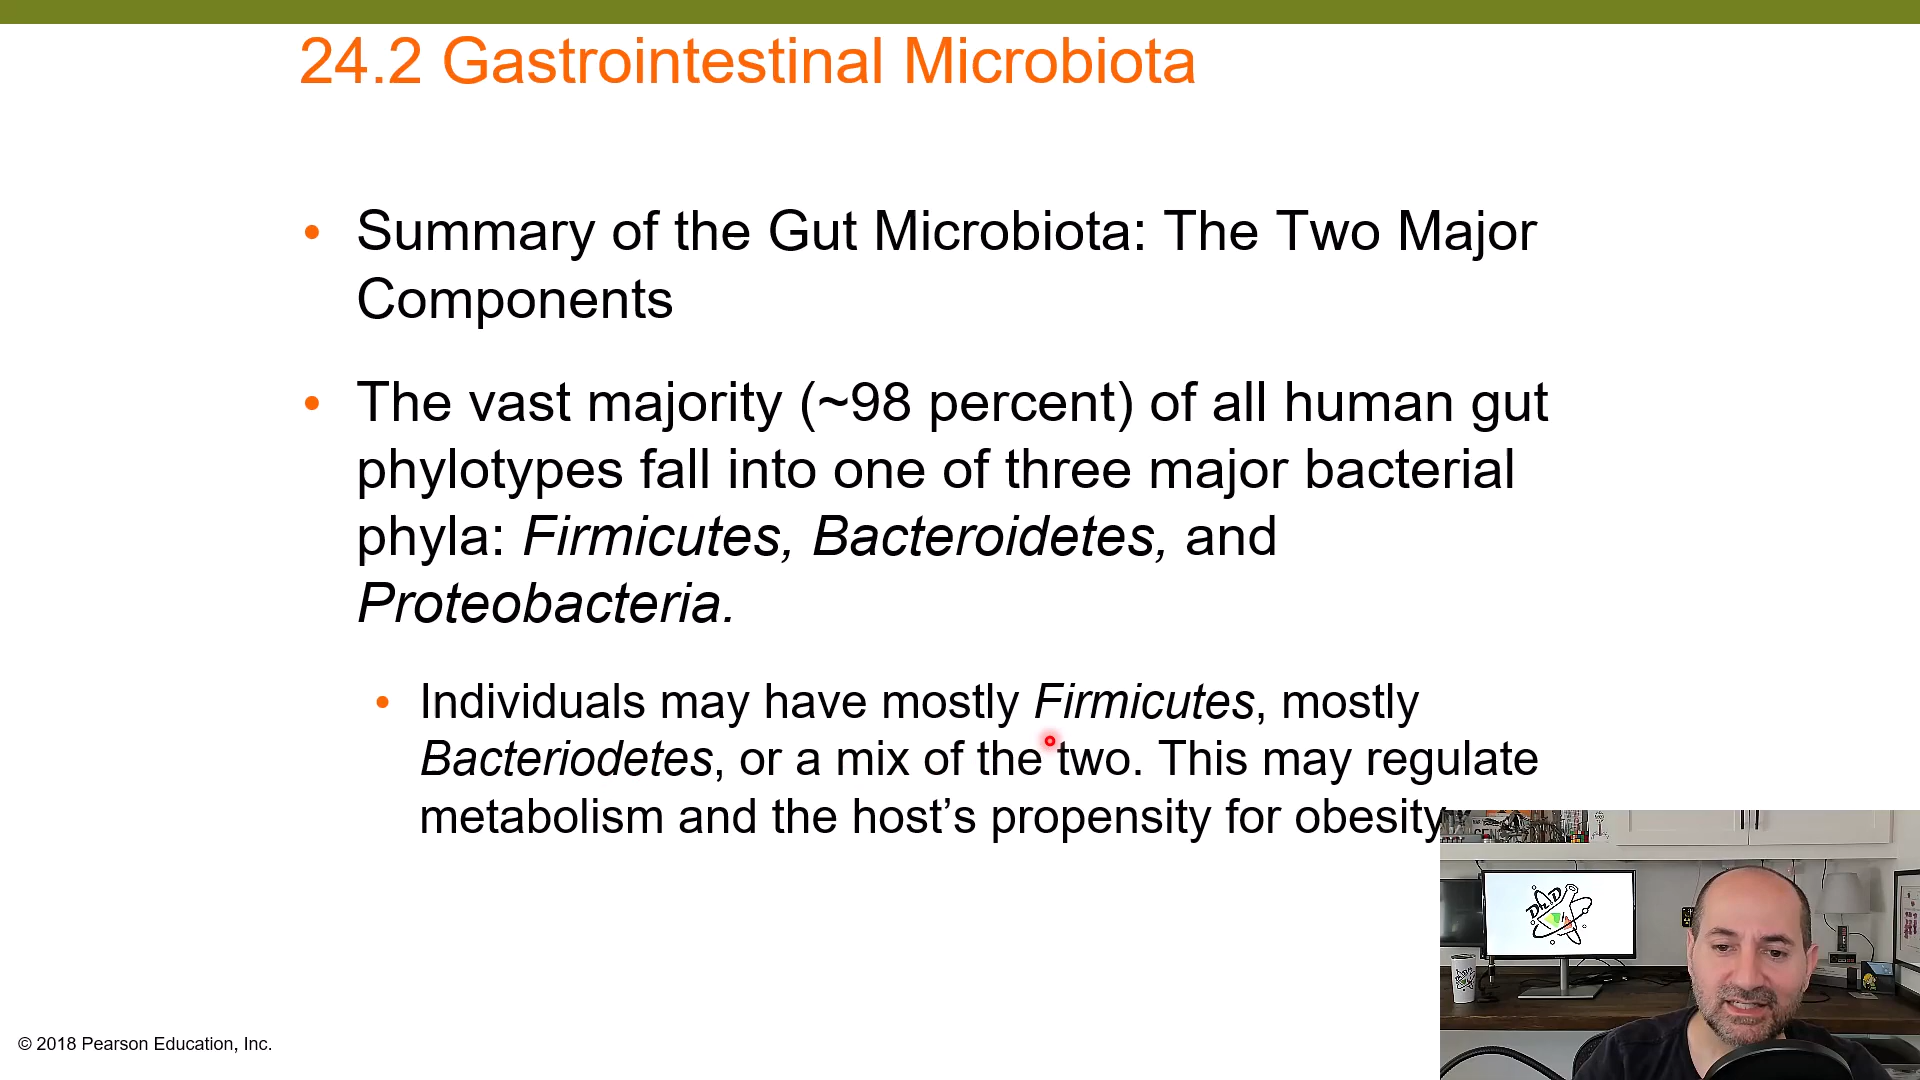 24.2 Gastrointestinal Microbiota
• Summary of the Gut Microbiota: The Two Major
Components
• The vast majority (~98 percent) of all human gut
phylotypes fall into one of three major bacterial
phyla: Firmicutes, Bacteroidetes, and
Proteobacteria.
• Individuals may have mostly Firmicutes, mostly
Bacteriodetes, or a mix of the two. This may regulate
metabolism and the host’s propensity for obesity
© 2018 Pearson Education, Inc.